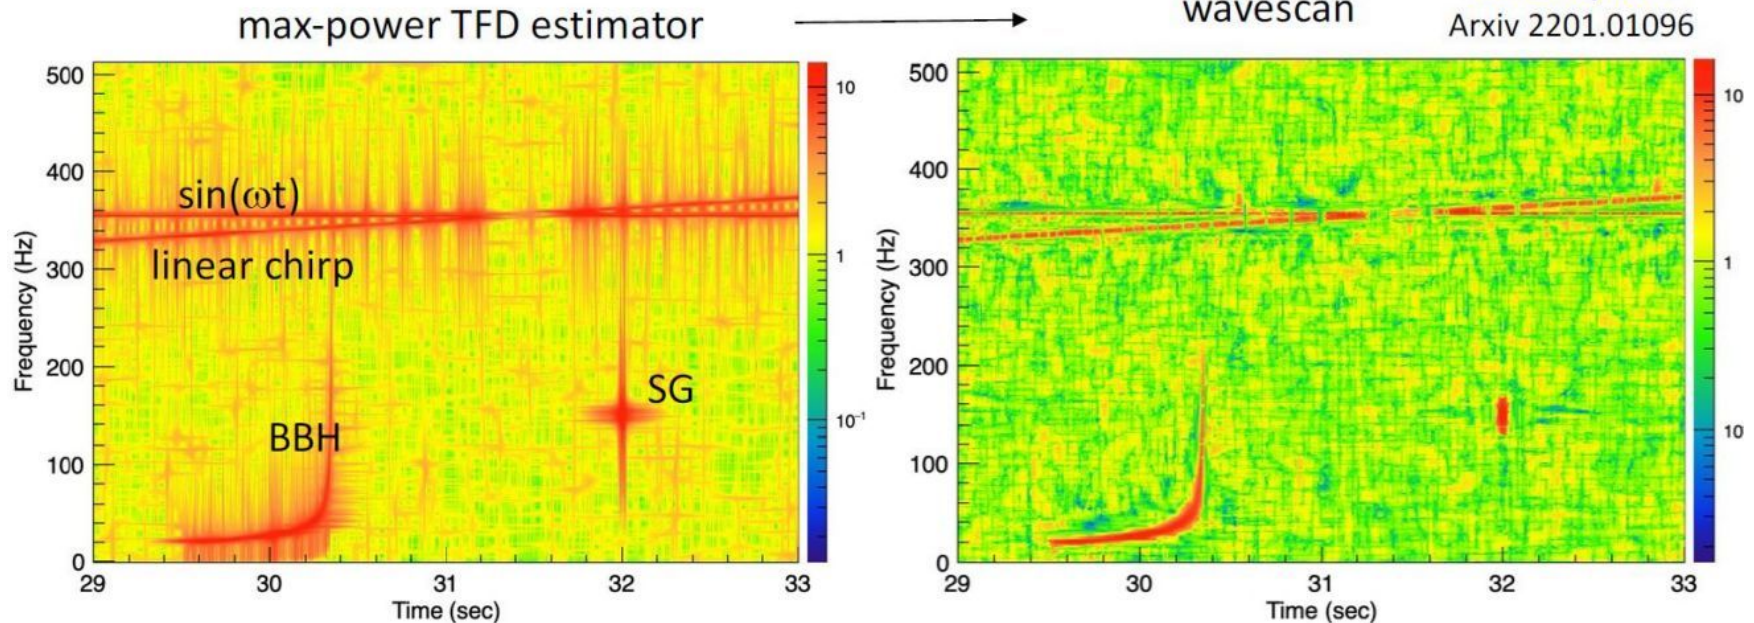 max-power TFD estimator
wavescan
Arxiv 2201.01096
500
400
300
200
100
0
Frequency (Hz)
sin(ωt)
linear chirp
BBH
SG
29
30
31
32
33
Time (sec)
10
1
10⁻¹
500
400
300
200
100
0
Frequency (Hz)
29
30
31
32
33
Time (sec)
10
1
10